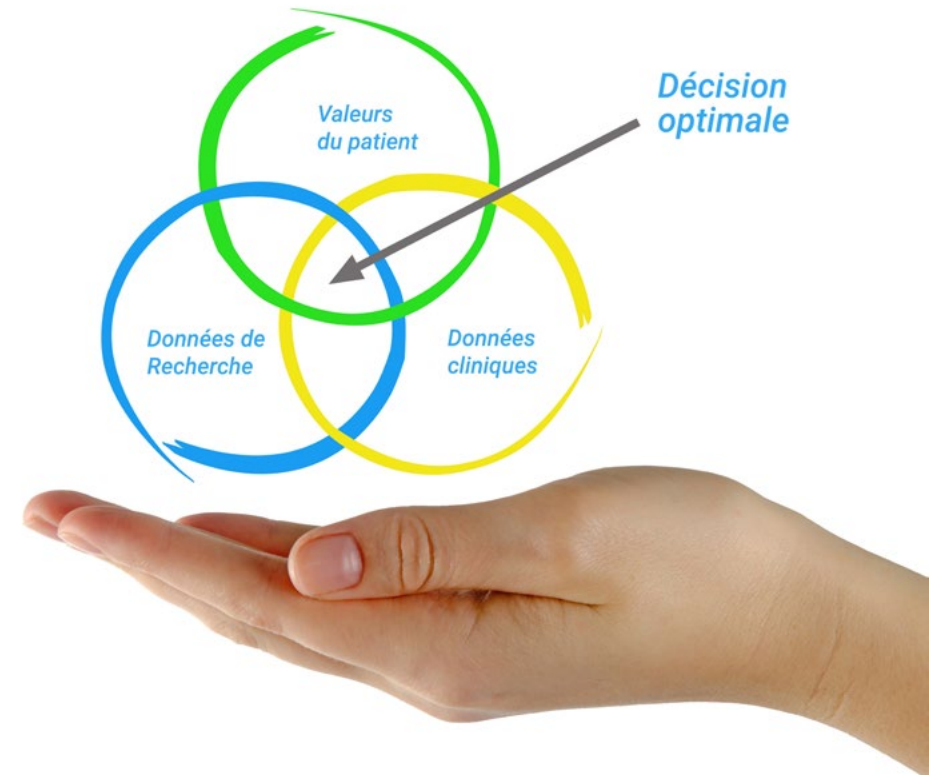 Valeurs
du patient
Décision
optimale
Données de
Recherche
Données
cliniques